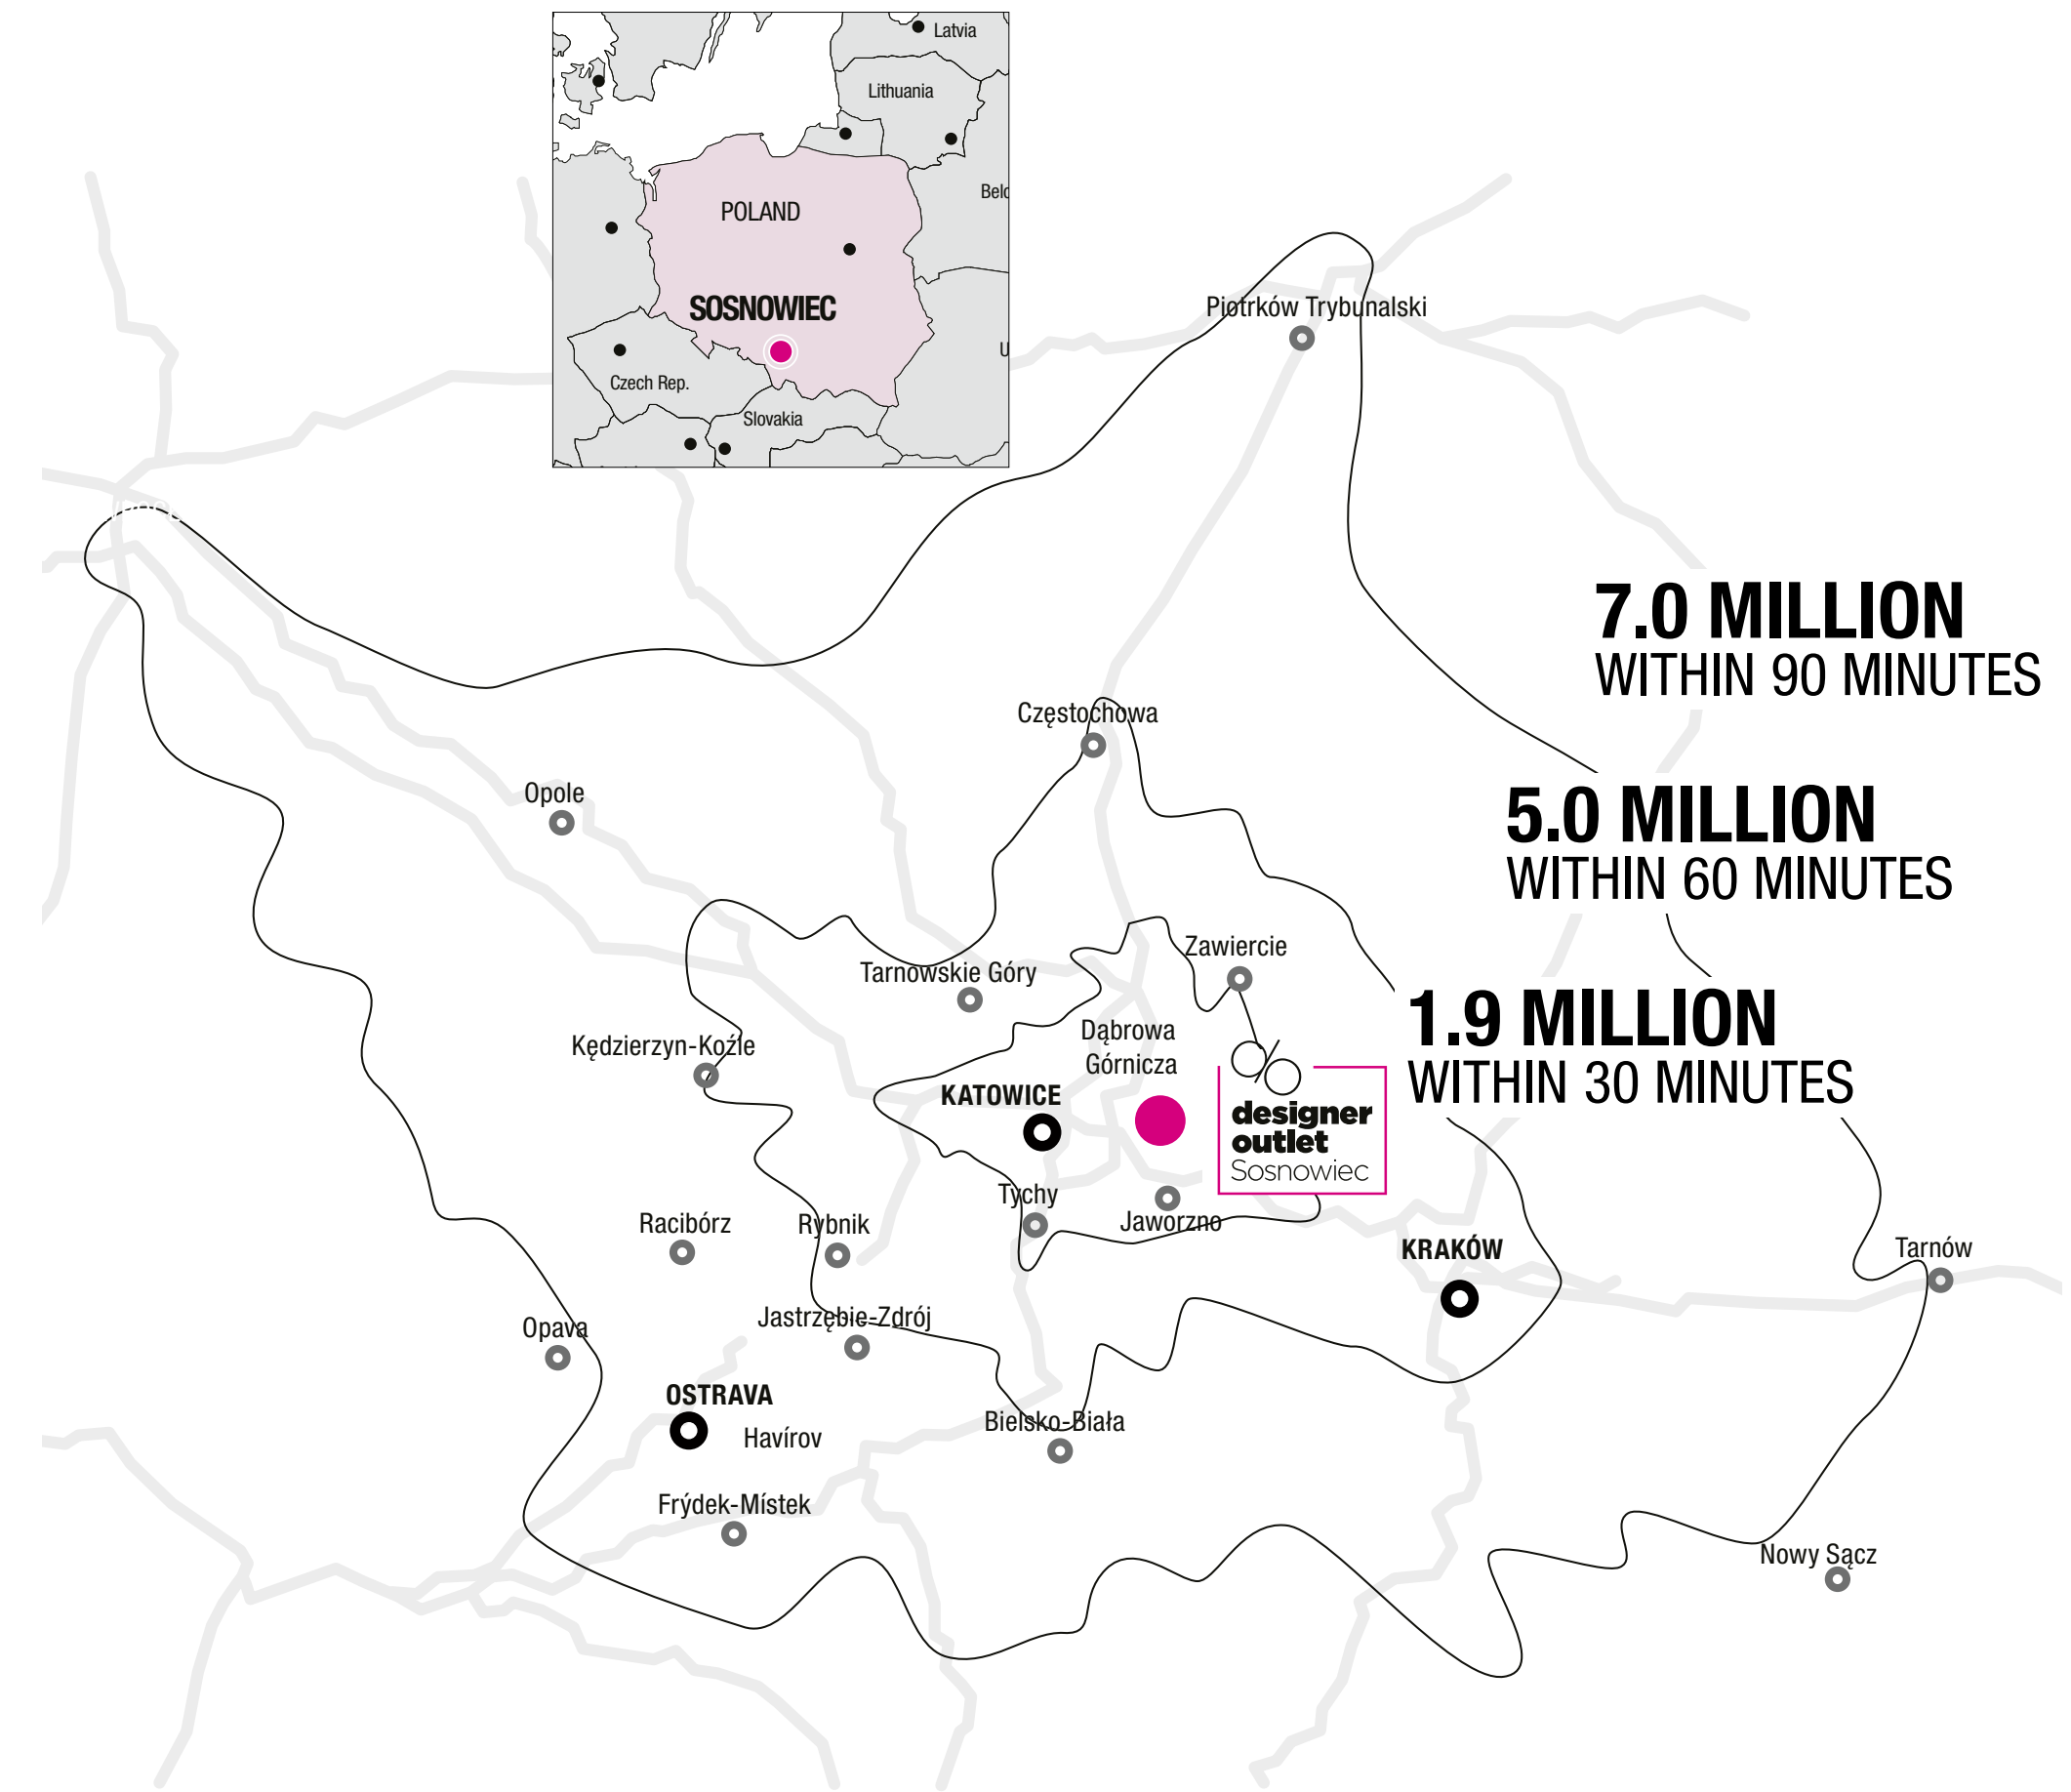 Latvia
Lithuania
Belo
POLAND
SOSNOWIEC
U
Czech Rep.
Slovakia
Piotrków Trybunalski
7.0 MILLION
WITHIN 90 MINUTES
Częstochowa
Opole
5.0 MILLION
WITHIN 60 MINUTES
Zawiercie
Tarnowskie Góry
1.9 MILLION
WITHIN 30 MINUTES
Dąbrowa
Górnicza
Kędzierzyn-Koźle
KATOWICE
designer
outlet
Sosnowiec
Tychy
Jaworzno
Racibórz
Rybnik
KRAKÓW
Tarnów
Jastrzębie-Zdrój
Opava
OSTRAVA
Havírov
Bielsko-Biała
Frýdek-Místek
Nowy Sącz